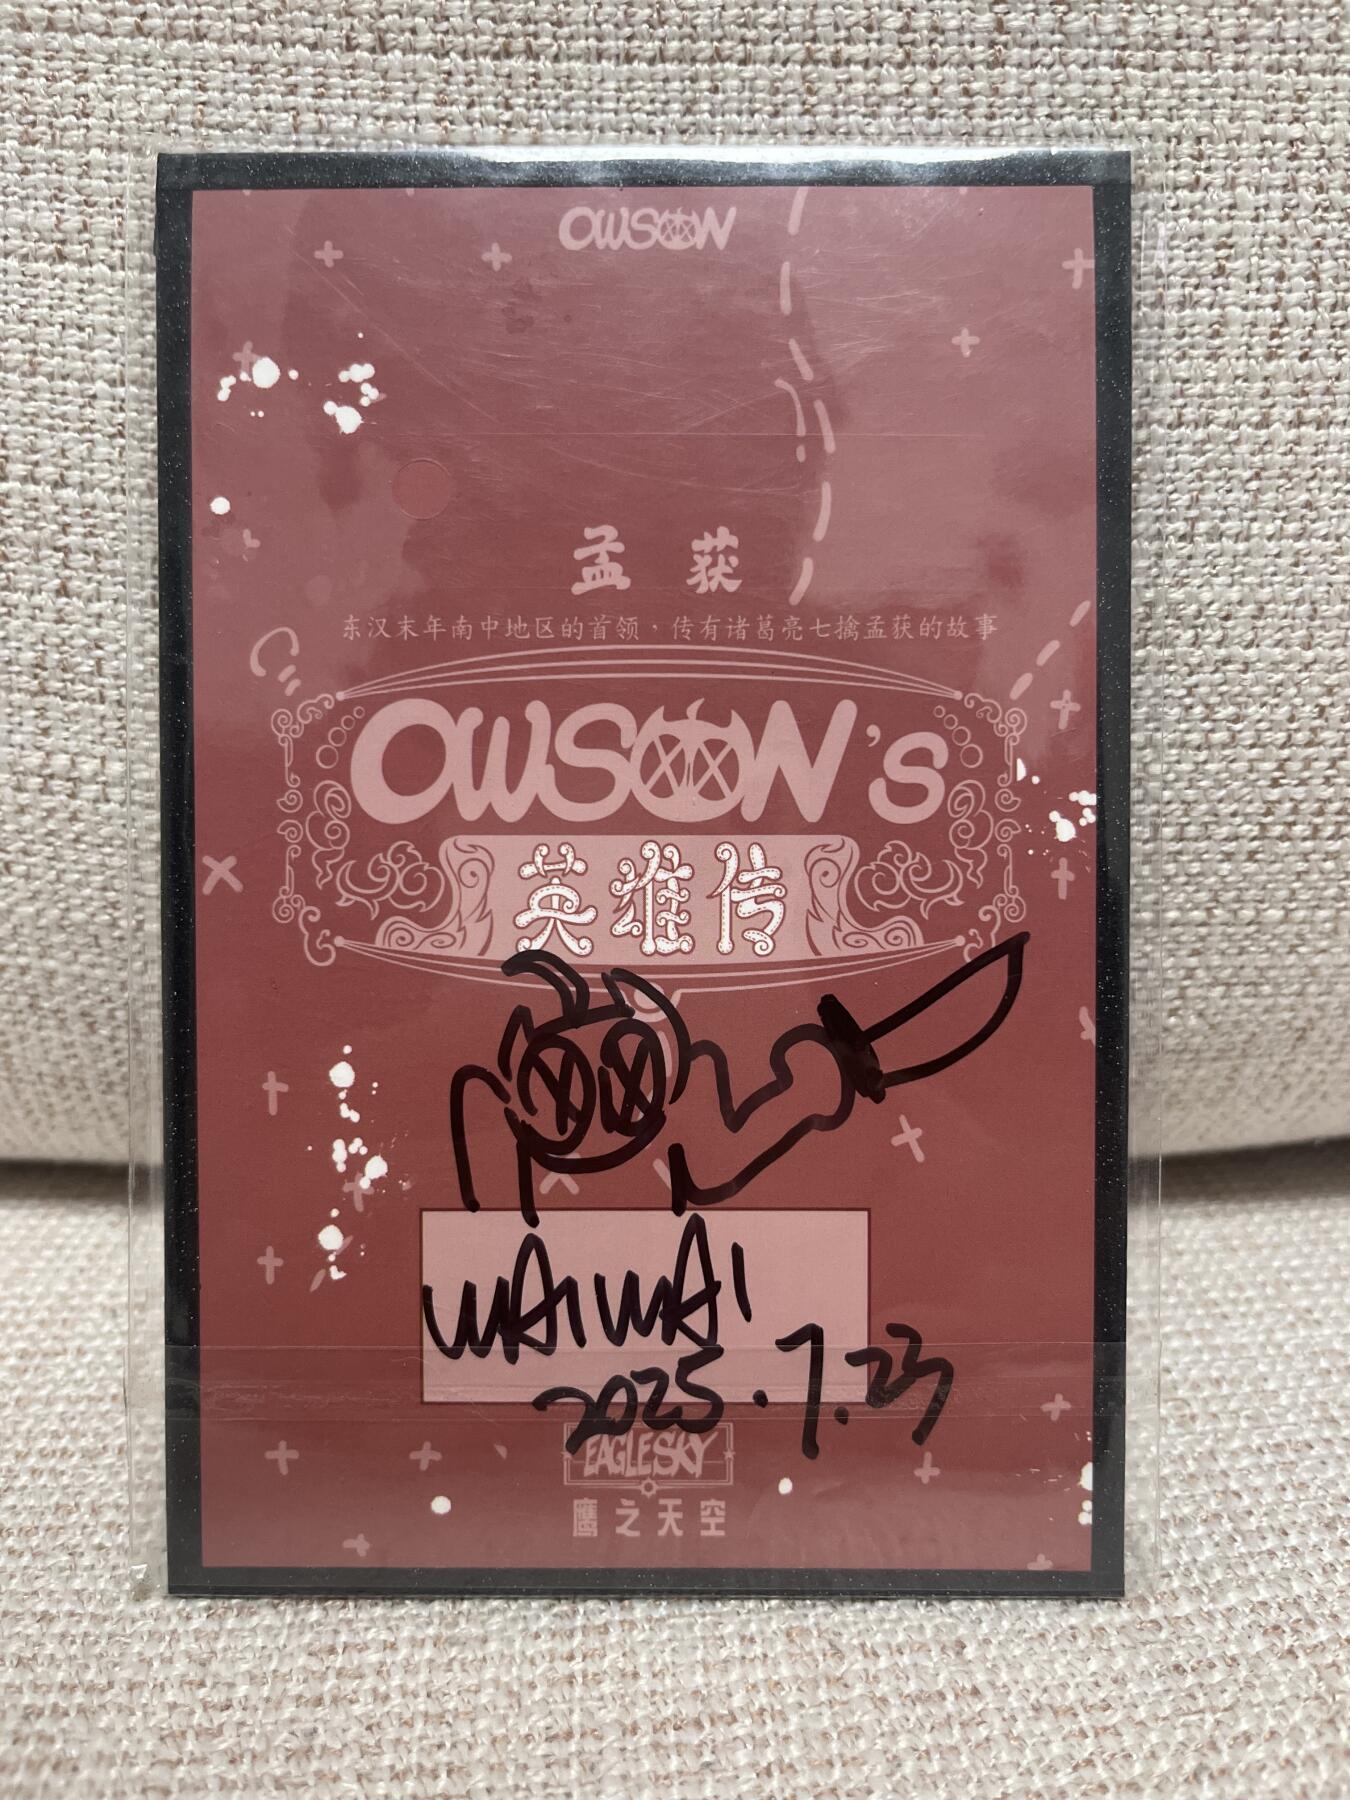 OWSON
孟获
东汉末年南中地区的首领，传有诸葛亮七擒孟获的故事
OWSOON's
英雄传
WAIWAI
2025.7.23
EAGLESKY
鹰之天空